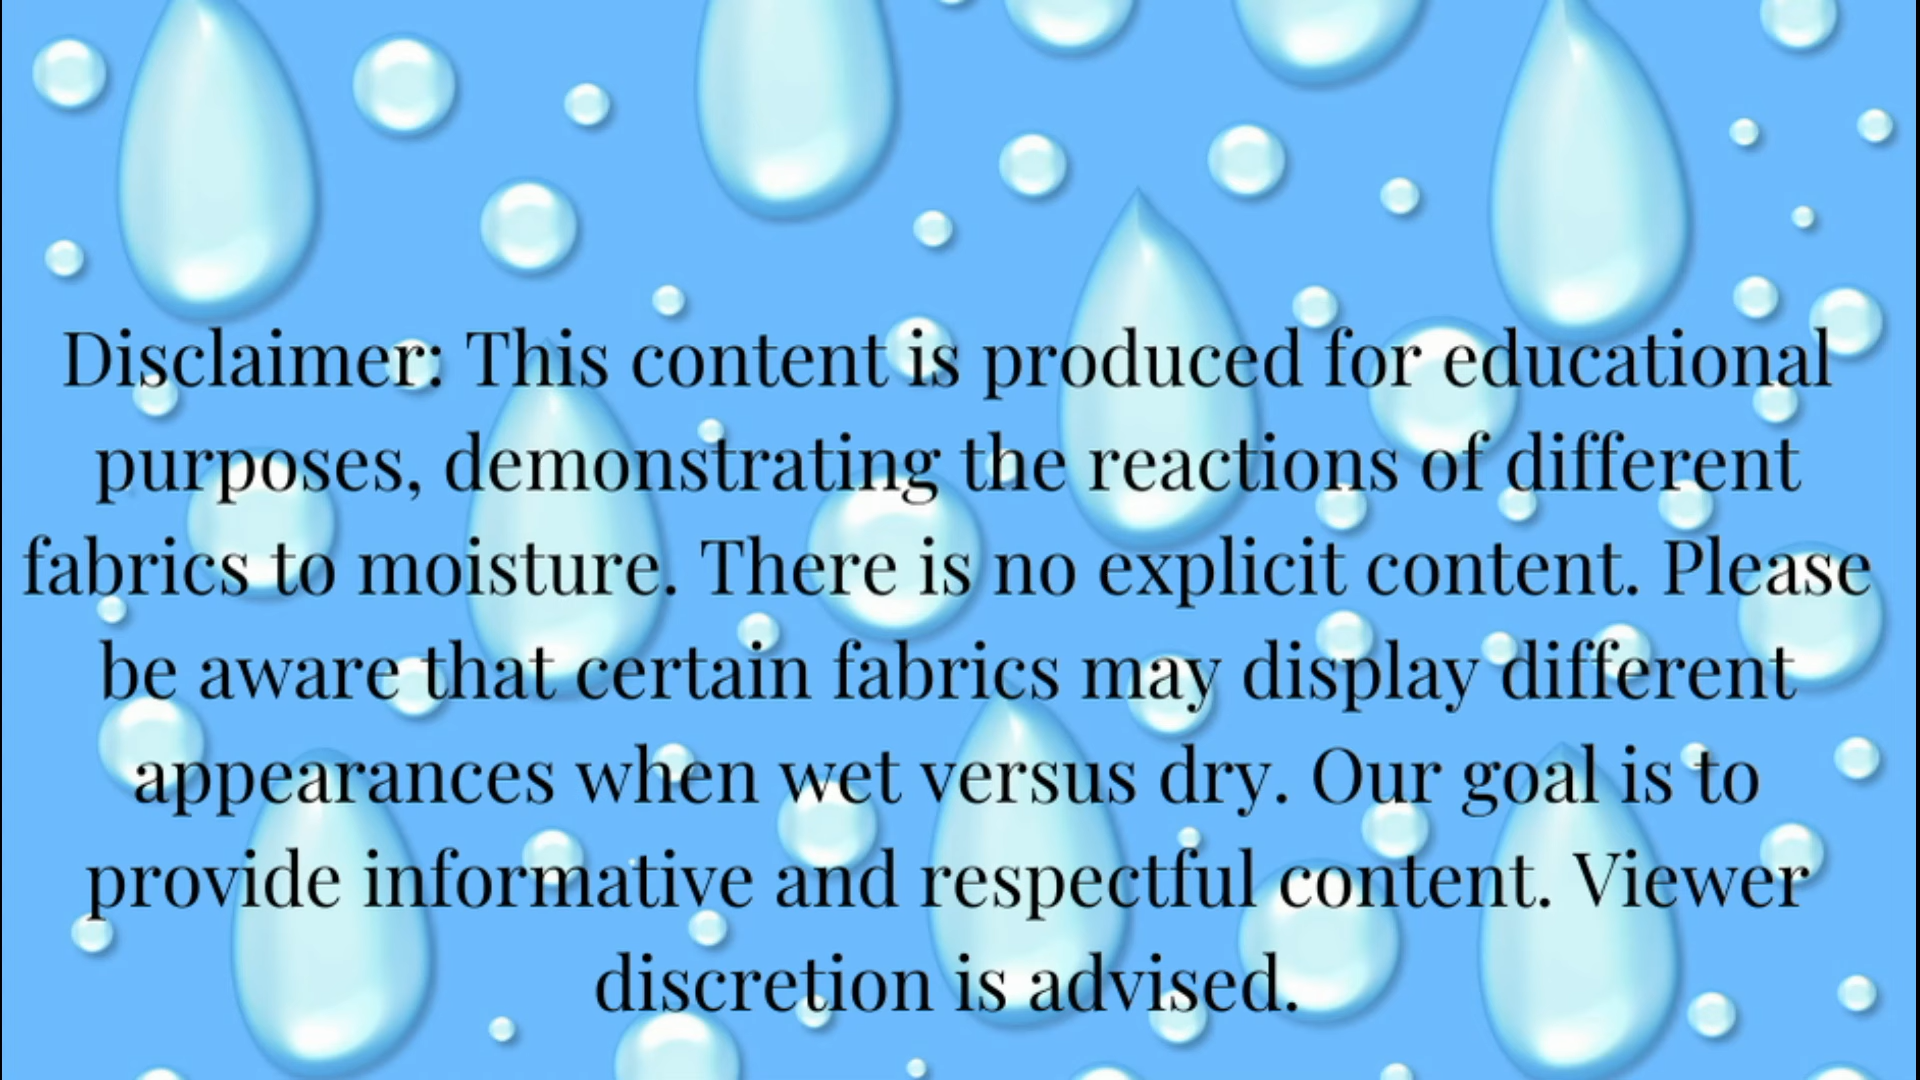 Disclaimer: This content is produced for educational
purposes, demonstrating the reactions of different
fabrics to moisture. There is no explicit content. Please
be aware that certain fabrics may display different
appearances when wet versus dry. Our goal is to
provide informative and respectful content. Viewer
discretion is advised.